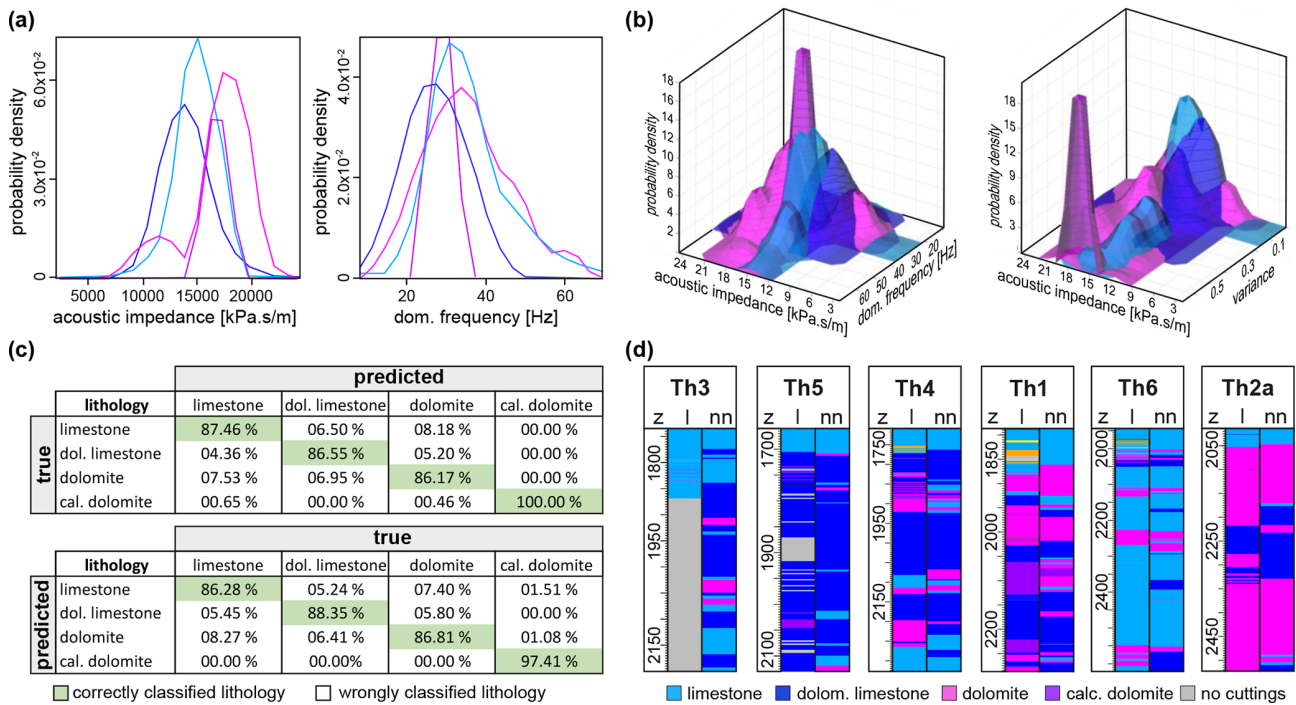 (a)
probability density
6.0x10⁻²
3.0x10⁻²
0
5000 10000 15000 20000
acoustic impedance [kPa.s/m]
probability density
4.0x10⁻²
2.0x10⁻²
0
20 40 60
dom. frequency [Hz]
(b)
probability density
18
16
14
12
10
8
6
4
2
24 21 18 15 12 9 6 3
acoustic impedance [kPa.s/m]
60 50 40 30 20
dom. frequency [Hz]
probability density
18
15
12
9
6
3
24 21 18 15 12 9 6 3
acoustic impedance [kPa.s/m]
0.5 0.3 0.1
variance
(c)
predicted
lithology limestone dol. limestone dolomite cal. dolomite
true
limestone 87.46 % 06.50 % 08.18 % 00.00 %
dol. limestone 04.36 % 86.55 % 05.20 % 00.00 %
dolomite 07.53 % 06.95 % 86.17 % 00.00 %
cal. dolomite 00.65 % 00.00 % 00.46 % 100.00 %
true
lithology limestone dol. limestone dolomite cal. dolomite
predicted
limestone 86.28 % 05.24 % 07.40 % 01.51 %
dol. limestone 05.45 % 88.35 % 05.80 % 00.00 %
dolomite 08.27 % 06.41 % 86.81 % 01.08 %
cal. dolomite 00.00 % 00.00% 00.00 % 97.41 %
correctly classified lithology wrongly classified lithology
(d)
Th3
z l nn
1800
1950
2150
Th5
z l nn
1700
1900
2100
Th4
z l nn
1750
1950
2150
Th1
z l nn
1850
2000
2200
Th6
z l nn
2000
2200
2400
Th2a
z l nn
2050
2250
2450
limestone dolom. limestone dolomite calc. dolomite no cuttings